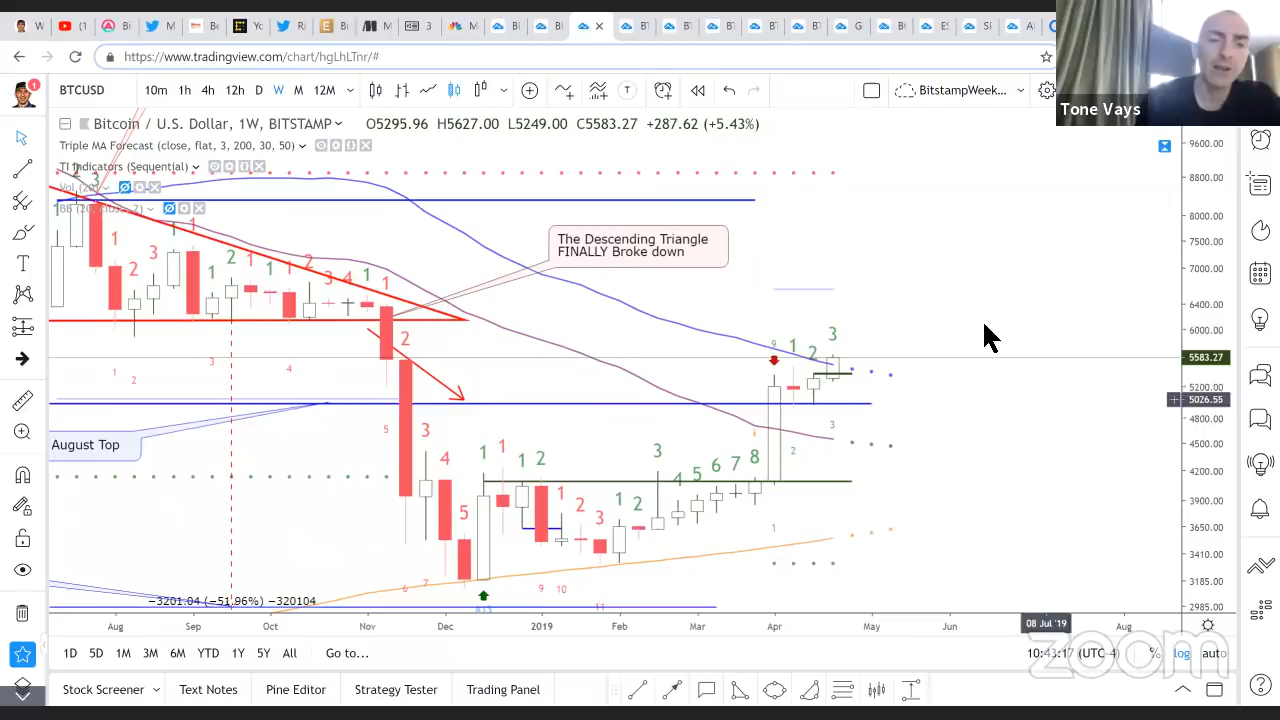 https://www.tradingview.com/chart/hgLhLTnr/#
Tone Vays
BTCUSD 10m 1h 4h 12h D W M 12M BitstampWeek...
Bitcoin / U.S. Dollar, 1W, BITSTAMP O5295.96 H5627.00 L5249.00 C5583.27 +287.62 (+5.43%)
Triple MA Forecast (close, flat, 3, 200, 30, 50)
TI Indicators (Sequential)
Vol (20)
The Descending Triangle
FINALLY Broke down
August Top
−3201.04 (−51.96%) −320104
9600.00
8800.00
8000.00
7500.00
7000.00
6400.00
6000.00
5583.27
5200.00
5026.55
4800.00
4500.00
4200.00
3900.00
3650.00
3410.00
3185.00
2985.00
Aug Sep Oct Nov Dec 2019 Feb Mar Apr May Jun 08 Jul '19 Aug
zoom
1D 5D 1M 3M 6M YTD 1Y 5Y All Go to... 10:43:17 (UTC-4) % log auto
Stock Screener Text Notes Pine Editor Strategy Tester Trading Panel